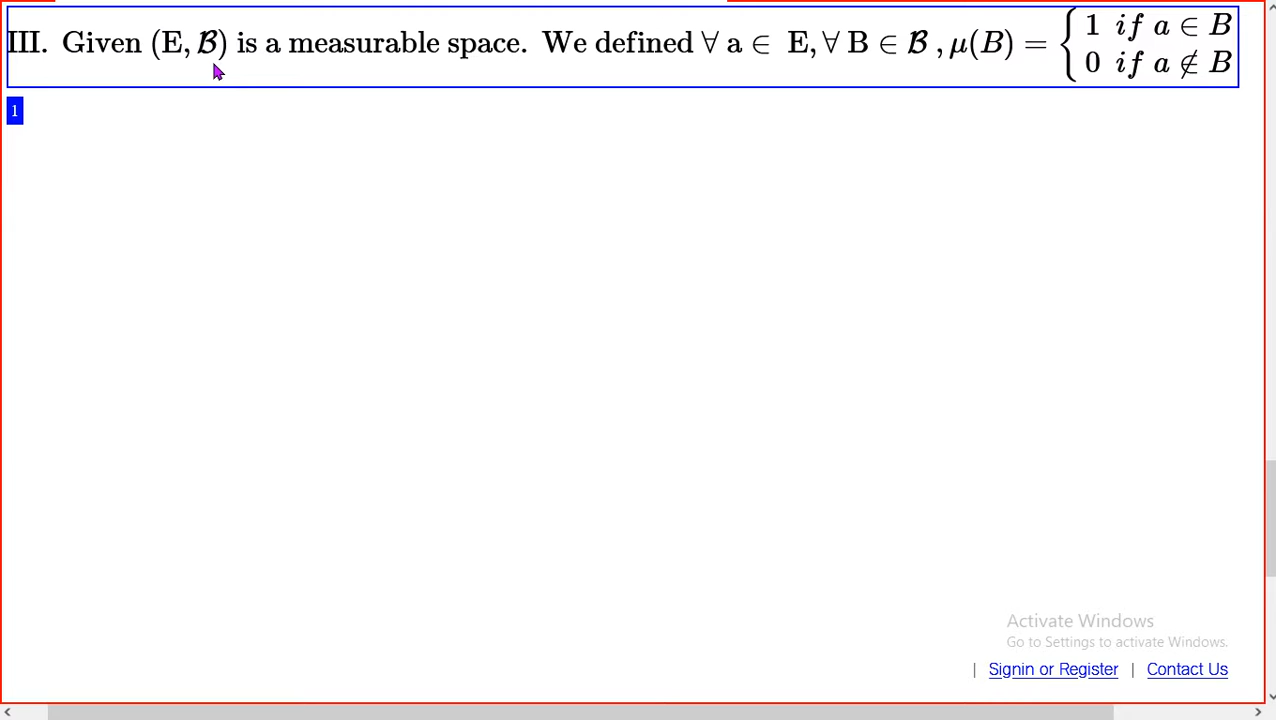 III. Given (E, ℬ) is a measurable space. We defined ∀ a ∈ E, ∀ B ∈ ℬ , μ(B) = { 1 if a ∈ B
0 if a ∉ B
1
Activate Windows
Go to Settings to activate Windows.
| Signin or Register | Contact Us